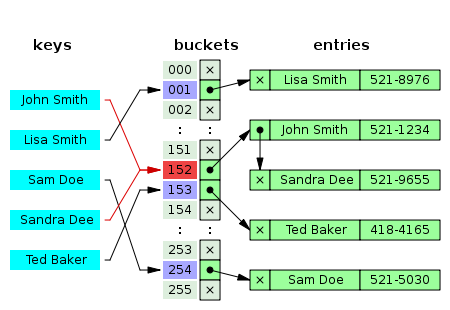 keys
buckets
entries
John Smith
Lisa Smith
Sam Doe
Sandra Dee
Ted Baker
000 ×
001
002 ×
: :
151 ×
152
153
154 ×
: :
253 ×
254
255 ×
× Lisa Smith 521-8976
John Smith 521-1234
× Sandra Dee 521-9655
× Ted Baker 418-4165
× Sam Doe 521-5030